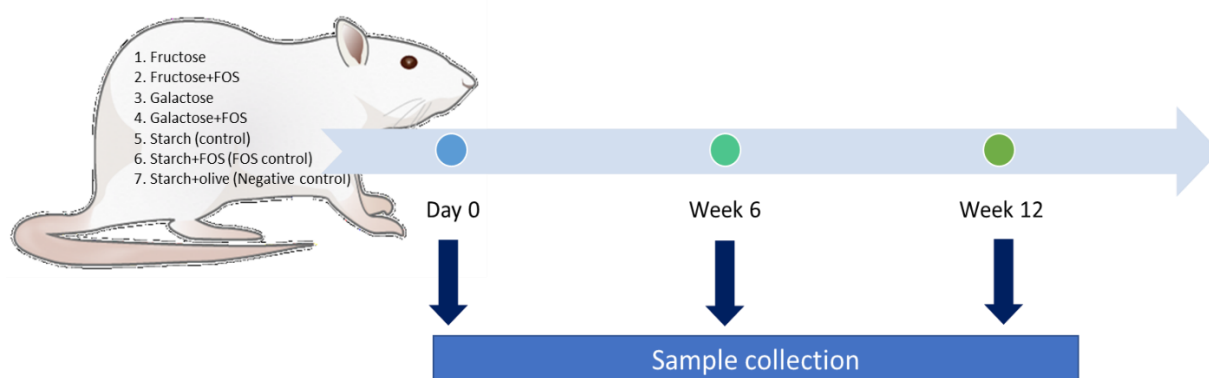 1. Fructose
2. Fructose+FOS
3. Galactose
4. Galactose+FOS
5. Starch (control)
6. Starch+FOS (FOS control)
7. Starch+olive (Negative control)
Day 0
Week 6
Week 12
Sample collection